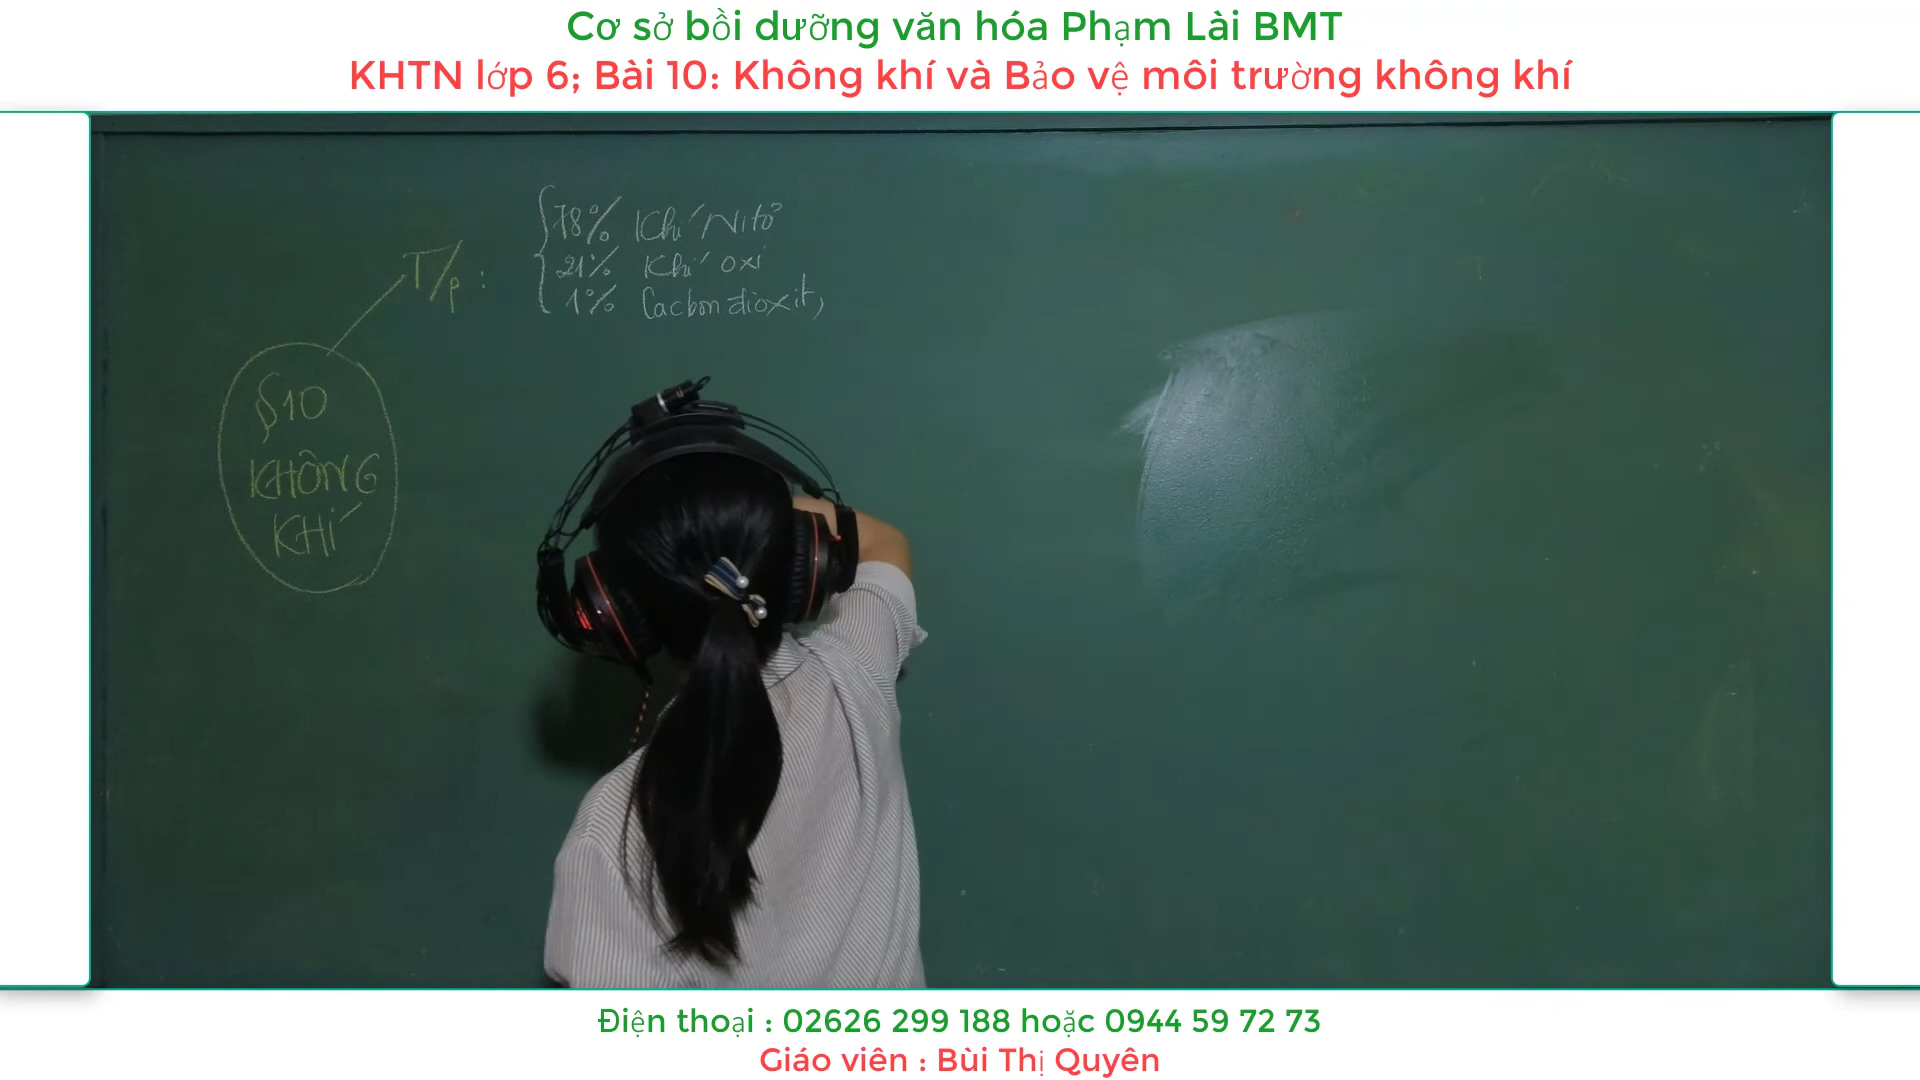 Cơ sở bồi dưỡng văn hóa Phạm Lài BMT
KHTN lớp 6; Bài 10: Không khí và Bảo vệ môi trường không khí
78% Khí Nitơ
T/p :
21% Khí oxi
1% Cacbon đioxit,
§10
KHÔNG
KHÍ
Điện thoại : 02626 299 188 hoặc 0944 59 72 73
Giáo viên : Bùi Thị Quyên